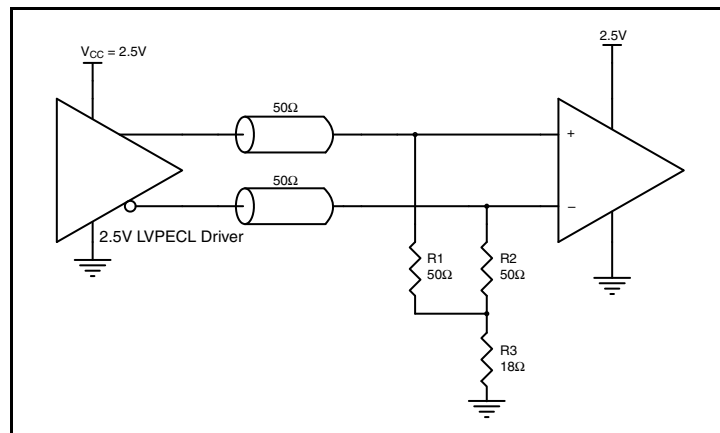 V_CC = 2.5V
2.5V
50Ω
+
50Ω
–
2.5V LVPECL Driver
R1
50Ω
R2
50Ω
R3
18Ω